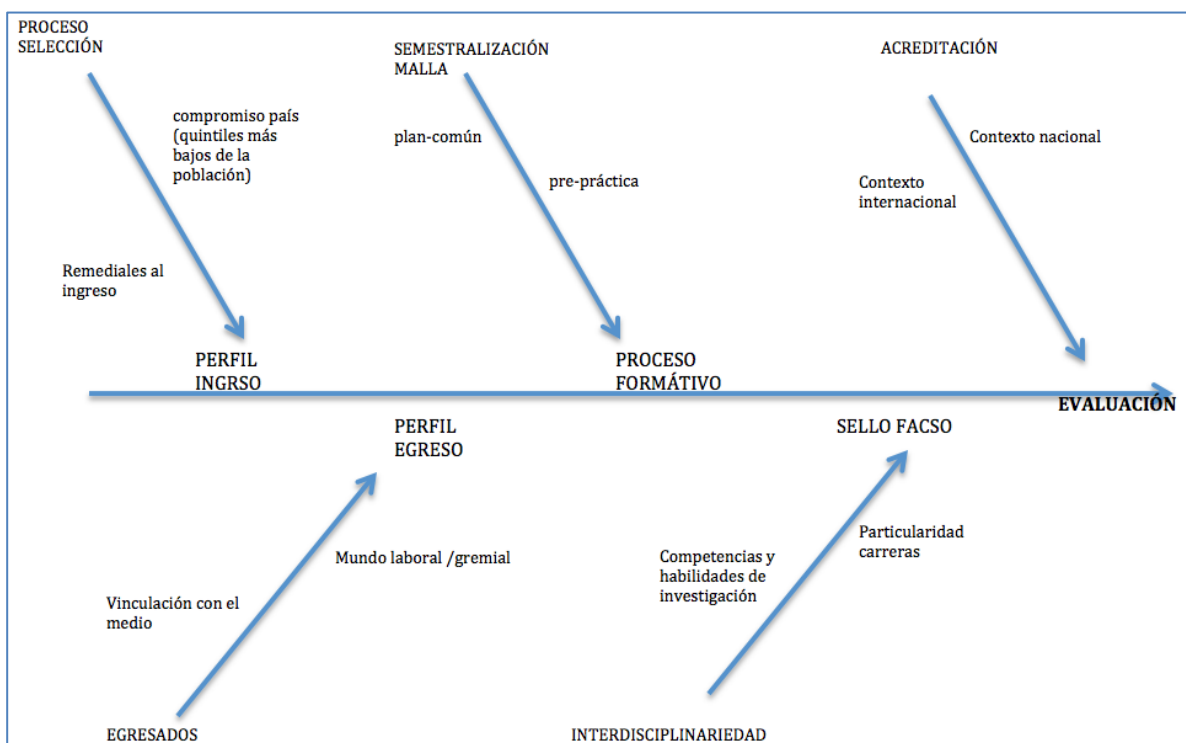 PROCESO
SELECCIÓN
SEMESTRALIZACIÓN
MALLA
ACREDITACIÓN
compromiso país
(quintiles más
bajos de la
población)
plan-común
pre-práctica
Contexto nacional
Contexto
internacional
Remediales al
ingreso
PERFIL
INGRSO
PROCESO
FORMÁTIVO
EVALUACIÓN
PERFIL
EGRESO
SELLO FACSO
Mundo laboral /gremial
Vinculación con el
medio
Competencias y
habilidades de
investigación
Particularidad
carreras
EGRESADOS
INTERDISCIPLINARIEDAD